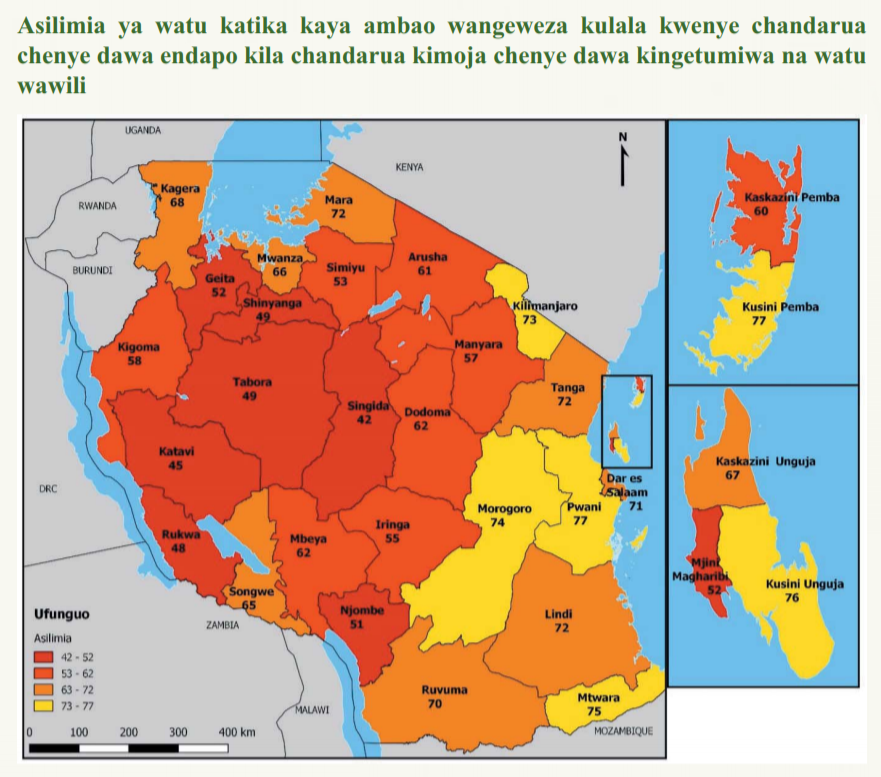 Asilimia ya watu katika kaya ambao wangeweza kulala kwenye chandarua
chenye dawa endapo kila chandarua kimoja chenye dawa kingetumiwa na watu
wawili
UGANDA
KENYA
N
RWANDA
BURUNDI
DRC
ZAMBIA
MALAWI
MOZAMBIQUE
Kagera
68
Mara
72
Mwanza
66
Simiyu
53
Arusha
61
Geita
52
Shinyanga
49
Kilimanjaro
73
Kigoma
58
Manyara
57
Tabora
49
Tanga
72
Singida
42
Dodoma
62
Katavi
45
Dar es
Salaam
71
Morogoro
74
Pwani
77
Rukwa
48
Mbeya
62
Iringa
55
Songwe
65
Njombe
51
Lindi
72
Ruvuma
70
Mtwara
75
Kaskazini Pemba
60
Kusini Pemba
77
Kaskazini Unguja
67
Mjini
Magharibi
52
Kusini Unguja
76
Ufunguo
Asilimia
42 - 52
53 - 62
63 - 72
73 - 77
0 100 200 300 400 km